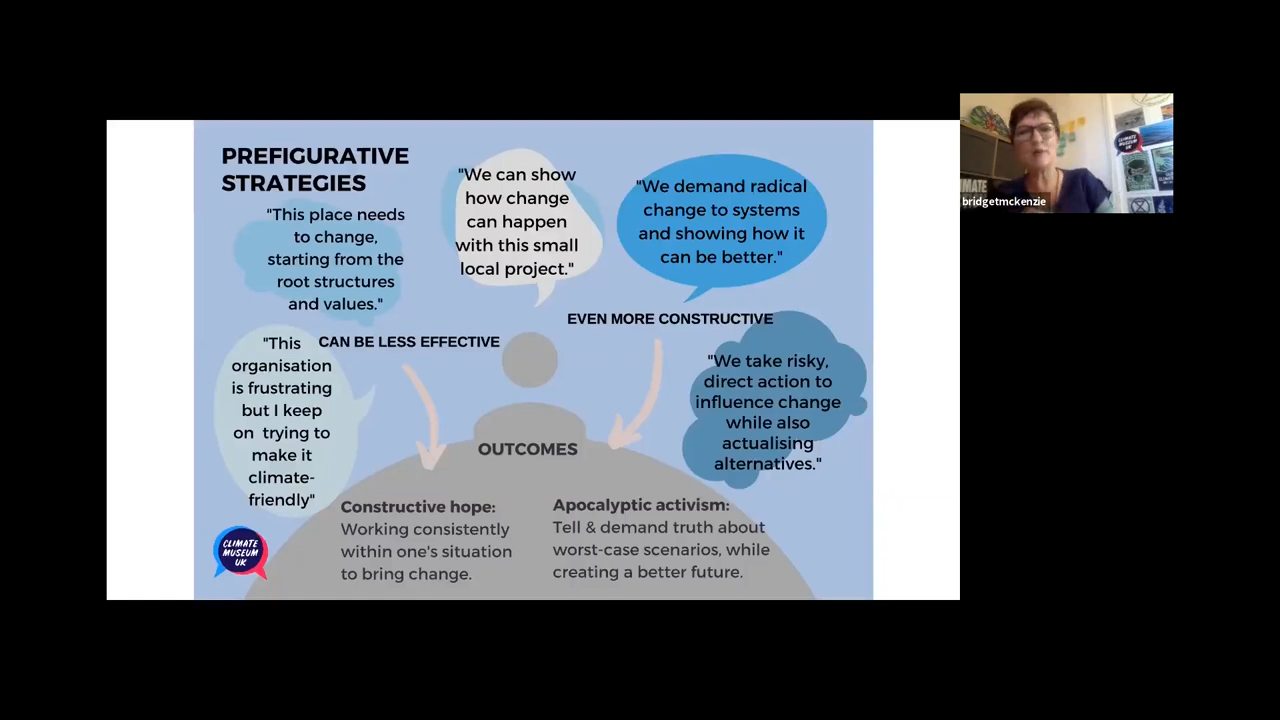 PREFIGURATIVE
STRATEGIES
"This place needs
to change,
starting from the
root structures
and values."
"We can show
how change
can happen
with this small
local project."
"We demand radical
change to systems
and showing how it
can be better."
EVEN MORE CONSTRUCTIVE
CAN BE LESS EFFECTIVE
"This
organisation
is frustrating
but I keep
on trying to
make it
climate-
friendly"
"We take risky,
direct action to
influence change
while also
actualising
alternatives."
OUTCOMES
Constructive hope:
Working consistently
within one's situation
to bring change.
Apocalyptic activism:
Tell & demand truth about
worst-case scenarios, while
creating a better future.
CLIMATE
MUSEUM
UK
CLIMATE
MUSEUM
UK
bridgetmckenzie